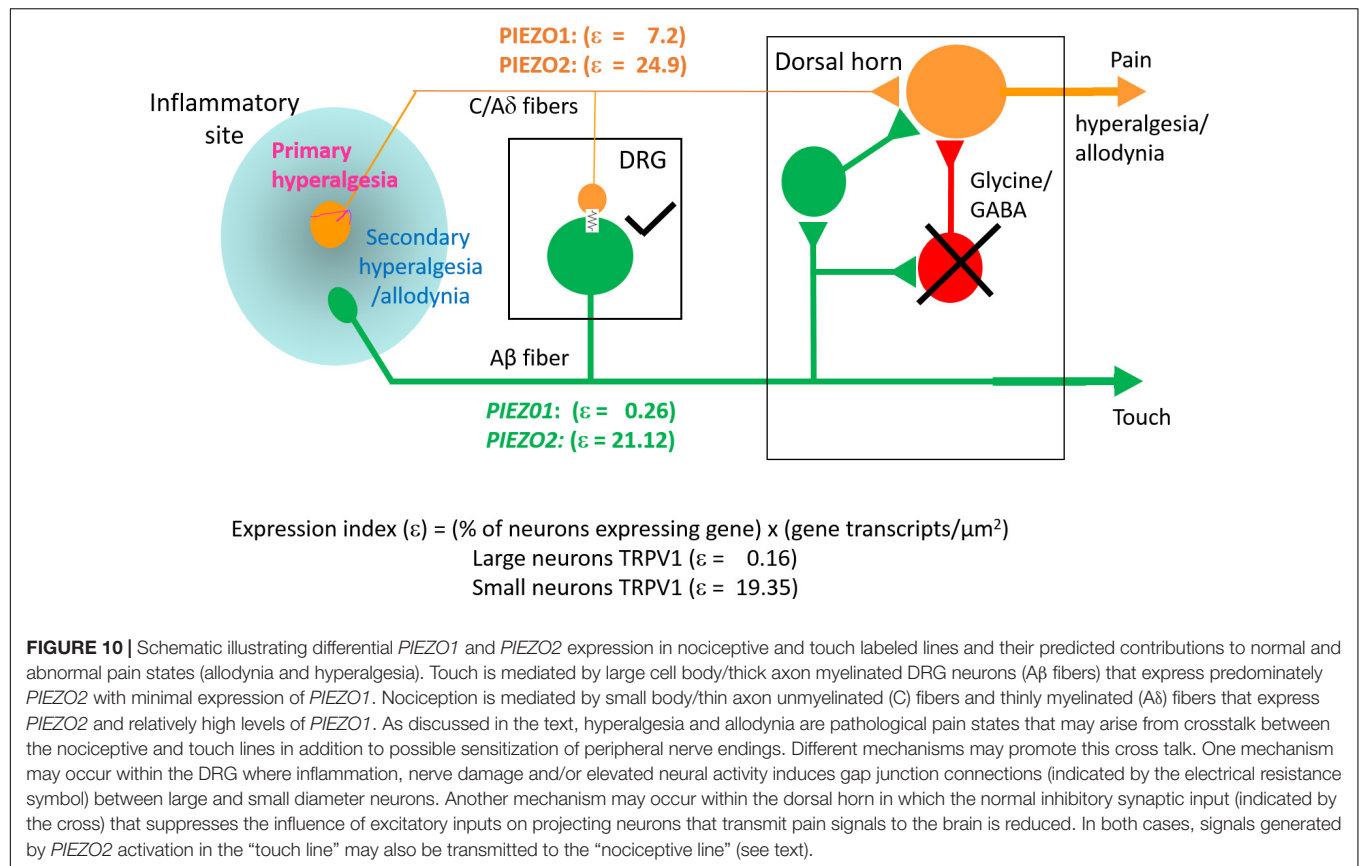 PIEZO1: (ε = 7.2)
PIEZO2: (ε = 24.9)
C/Aδ fibers
Inflammatory
site
Primary
hyperalgesia
Secondary
hyperalgesia
/allodynia
DRG
Dorsal horn
Pain
hyperalgesia/
allodynia
Glycine/
GABA
Aβ fiber
PIEZ01: (ε = 0.26)
PIEZO2: (ε = 21.12)
Touch
Expression index (ε) = (% of neurons expressing gene) x (gene transcripts/µm²)
Large neurons TRPV1 (ε = 0.16)
Small neurons TRPV1 (ε = 19.35)
FIGURE 10 | Schematic illustrating differential PIEZO1 and PIEZO2 expression in nociceptive and touch labeled lines and their predicted contributions to normal and
abnormal pain states (allodynia and hyperalgesia). Touch is mediated by large cell body/thick axon myelinated DRG neurons (Aβ fibers) that express predominately
PIEZO2 with minimal expression of PIEZO1. Nociception is mediated by small body/thin axon unmyelinated (C) fibers and thinly myelinated (Aδ) fibers that express
PIEZO2 and relatively high levels of PIEZO1. As discussed in the text, hyperalgesia and allodynia are pathological pain states that may arise from crosstalk between
the nociceptive and touch lines in addition to possible sensitization of peripheral nerve endings. Different mechanisms may promote this cross talk. One mechanism
may occur within the DRG where inflammation, nerve damage and/or elevated neural activity induces gap junction connections (indicated by the electrical resistance
symbol) between large and small diameter neurons. Another mechanism may occur within the dorsal horn in which the normal inhibitory synaptic input (indicated by
the cross) that suppresses the influence of excitatory inputs on projecting neurons that transmit pain signals to the brain is reduced. In both cases, signals generated
by PIEZO2 activation in the “touch line” may also be transmitted to the “nociceptive line” (see text).